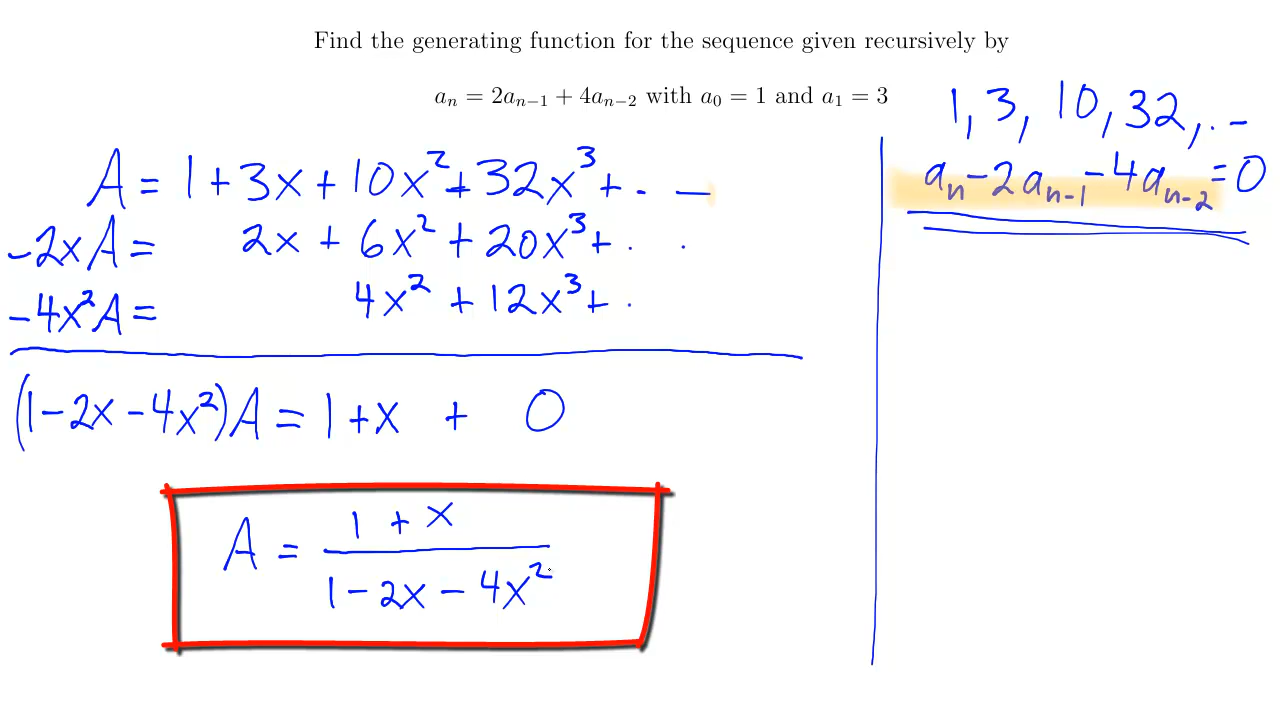 Find the generating function for the sequence given recursively by
aₙ = 2aₙ₋₁ + 4aₙ₋₂ with a₀ = 1 and a₁ = 3
1, 3, 10, 32, . . –
aₙ - 2aₙ₋₁ - 4aₙ₋₂ = 0
A = 1 + 3x + 10x² + 32x³ + - - —
-2xA = 2x + 6x² + 20x³ + . .
-4x²A = 4x² + 12x³ + .
(1 - 2x - 4x²)A = 1 + x + 0
A = 1 + x
1 - 2x - 4x²